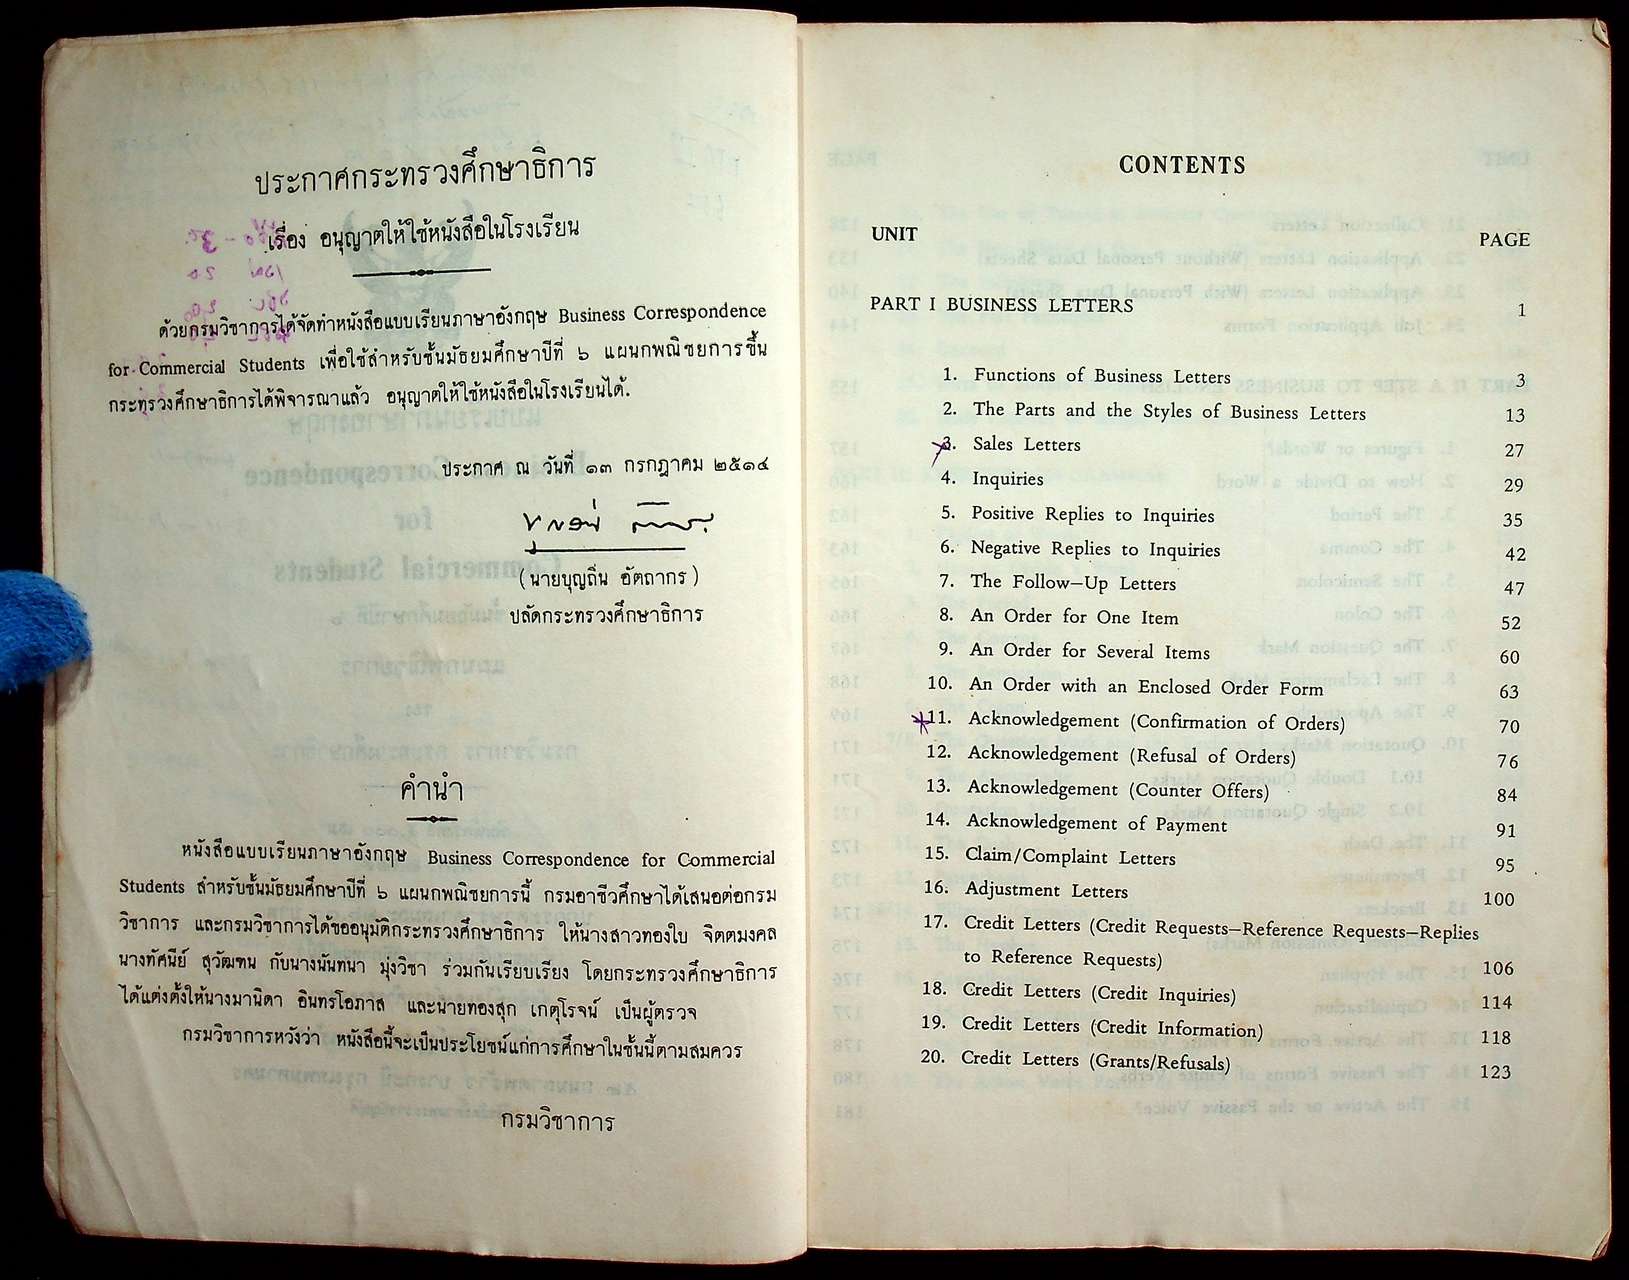 ประกาศกระทรวงศึกษาธิการ
เรื่อง อนุญาตให้ใช้หนังสือในโรงเรียน
ด้วยกรมวิชาการได้จัดทำหนังสือแบบเรียนภาษาอังกฤษ Business Correspondence
for Commercial Students เพื่อใช้สำหรับชั้นมัธยมศึกษาปีที่ ๖ แผนกพณิชยการขึ้น
กระทรวงศึกษาธิการได้พิจารณาแล้ว อนุญาตให้ใช้หนังสือในโรงเรียนได้.
ประกาศ ณ วันที่ ๑๓ กรกฎาคม ๒๕๑๔
(นายบุญถิ่น อัตถากร)
ปลัดกระทรวงศึกษาธิการ
คำนำ
หนังสือแบบเรียนภาษาอังกฤษ Business Correspondence for Commercial
Students สำหรับชั้นมัธยมศึกษาปีที่ ๖ แผนกพณิชยการนี้ กรมอาชีวศึกษาได้เสนอต่อกรม
วิชาการ และกรมวิชาการได้ขออนุมัติกระทรวงศึกษาธิการ ให้นางสาวทองใบ จิตตมงคล
นางทัศนีย์ สุวัฒฑน กับนางนันทนา มุ่งวิชา ร่วมกันเรียบเรียง โดยกระทรวงศึกษาธิการ
ได้แต่งตั้งให้นางมานิดา อินทรโอภาส และนายทองสุก เกตุโรจน์ เป็นผู้ตรวจ
กรมวิชาการหวังว่า หนังสือนี้จะเป็นประโยชน์แก่การศึกษาในชั้นนี้ตามสมควร
กรมวิชาการ
CONTENTS
UNIT PAGE
PART I BUSINESS LETTERS 1
1. Functions of Business Letters 3
2. The Parts and the Styles of Business Letters 13
3. Sales Letters 27
4. Inquiries 29
5. Positive Replies to Inquiries 35
6. Negative Replies to Inquiries 42
7. The Follow—Up Letters 47
8. An Order for One Item 52
9. An Order for Several Items 60
10. An Order with an Enclosed Order Form 63
11. Acknowledgement (Confirmation of Orders) 70
12. Acknowledgement (Refusal of Orders) 76
13. Acknowledgement (Counter Offers) 84
14. Acknowledgement of Payment 91
15. Claim/Complaint Letters 95
16. Adjustment Letters 100
17. Credit Letters (Credit Requests—Reference Requests—Replies
to Reference Requests) 106
18. Credit Letters (Credit Inquiries) 114
19. Credit Letters (Credit Information) 118
20. Credit Letters (Grants/Refusals) 123